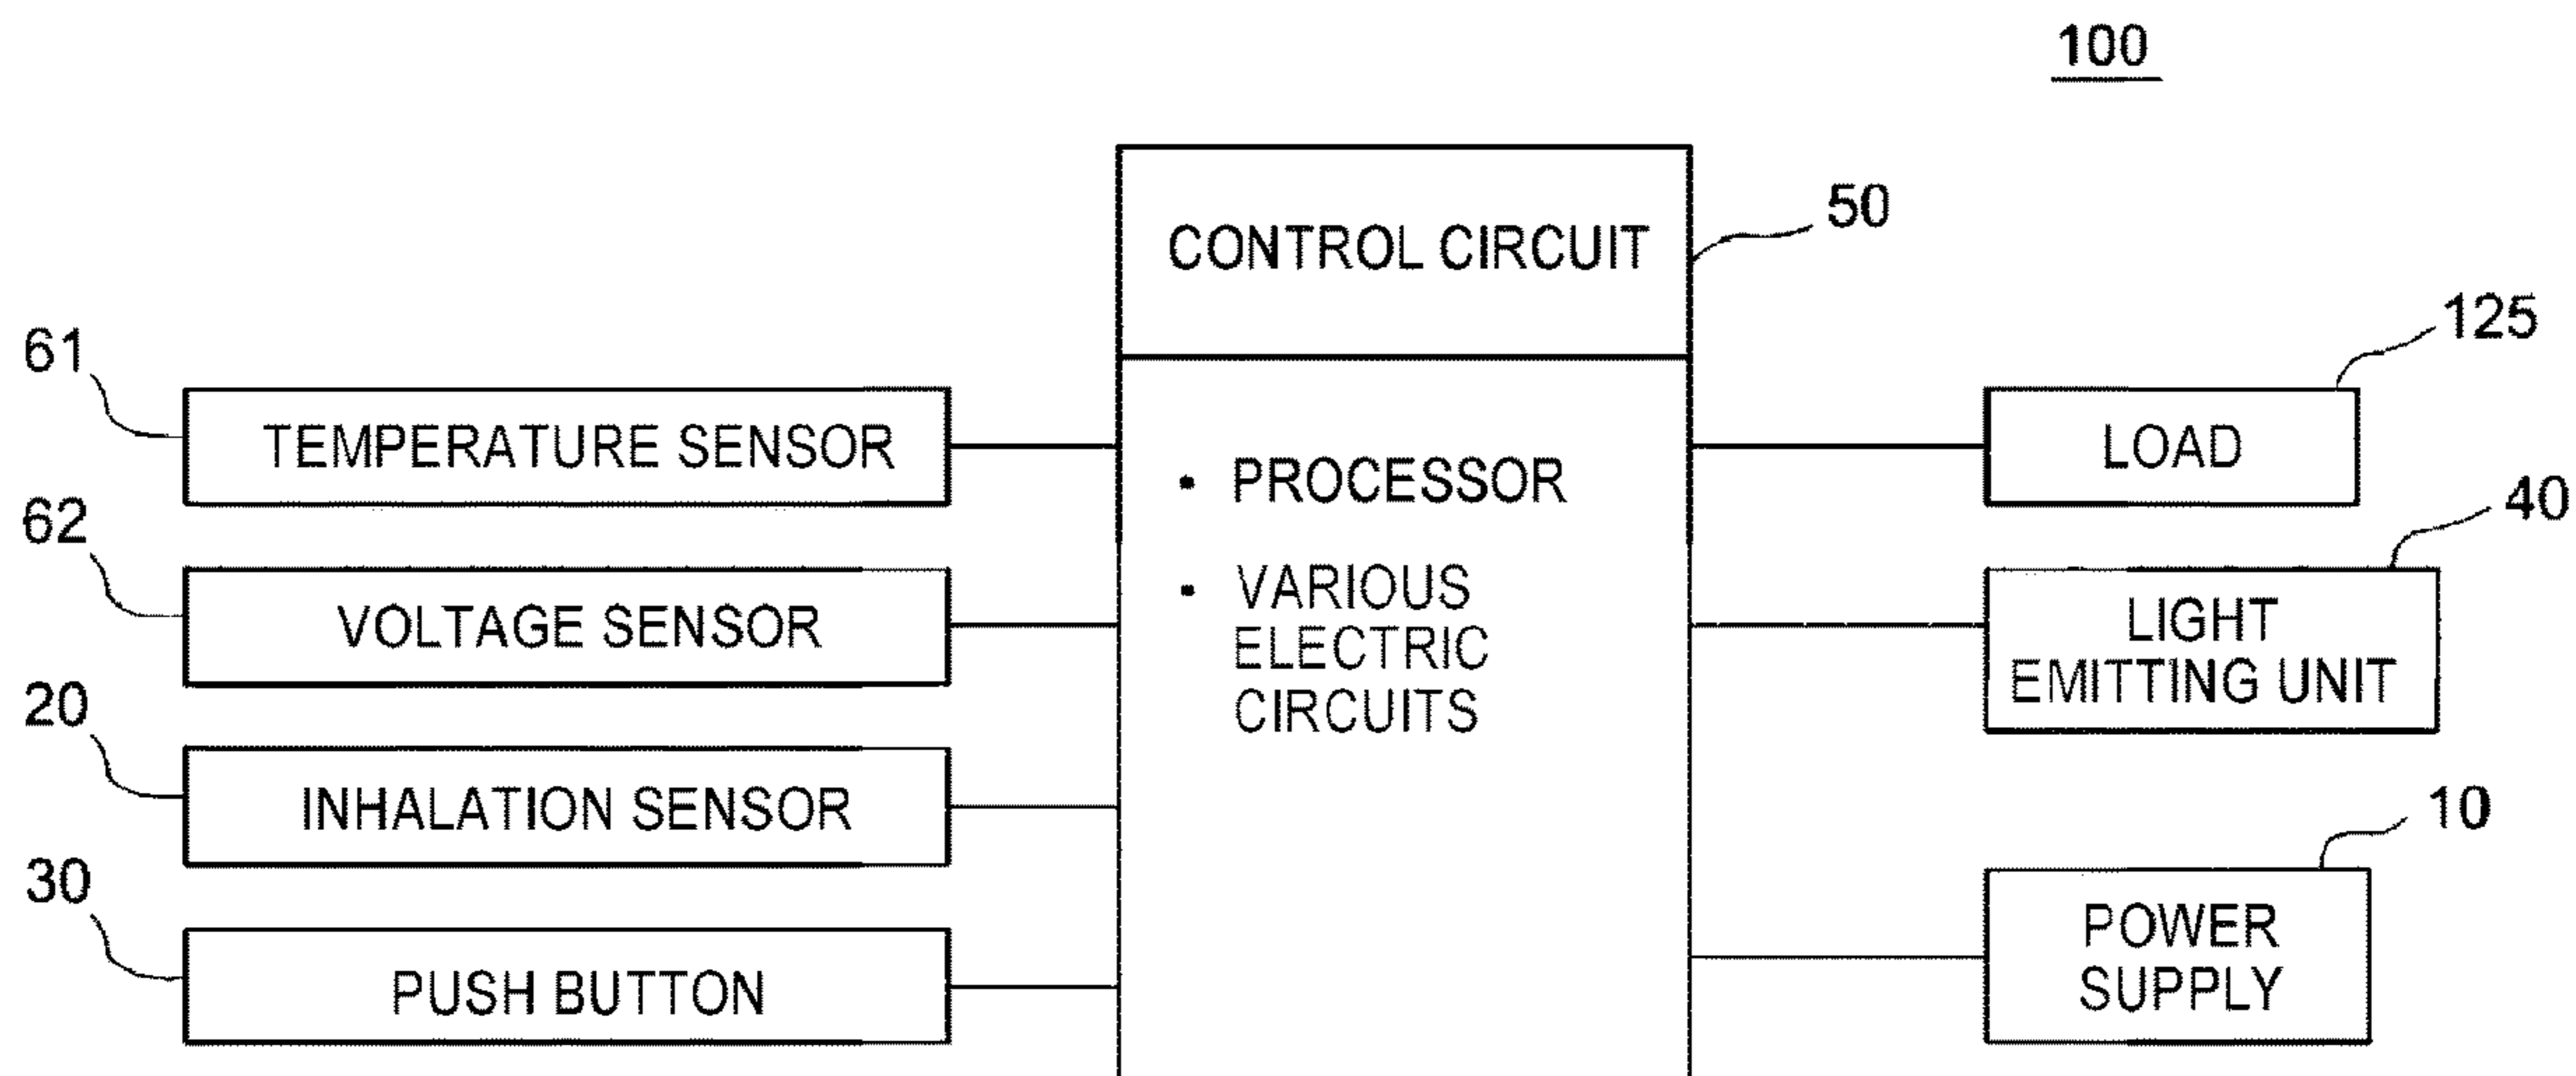 100
CONTROL CIRCUIT
50
125
61
TEMPERATURE SENSOR
• PROCESSOR
LOAD
62
40
VOLTAGE SENSOR
• VARIOUS
ELECTRIC
CIRCUITS
LIGHT
EMITTING UNIT
20
INHALATION SENSOR
10
30
PUSH BUTTON
POWER
SUPPLY